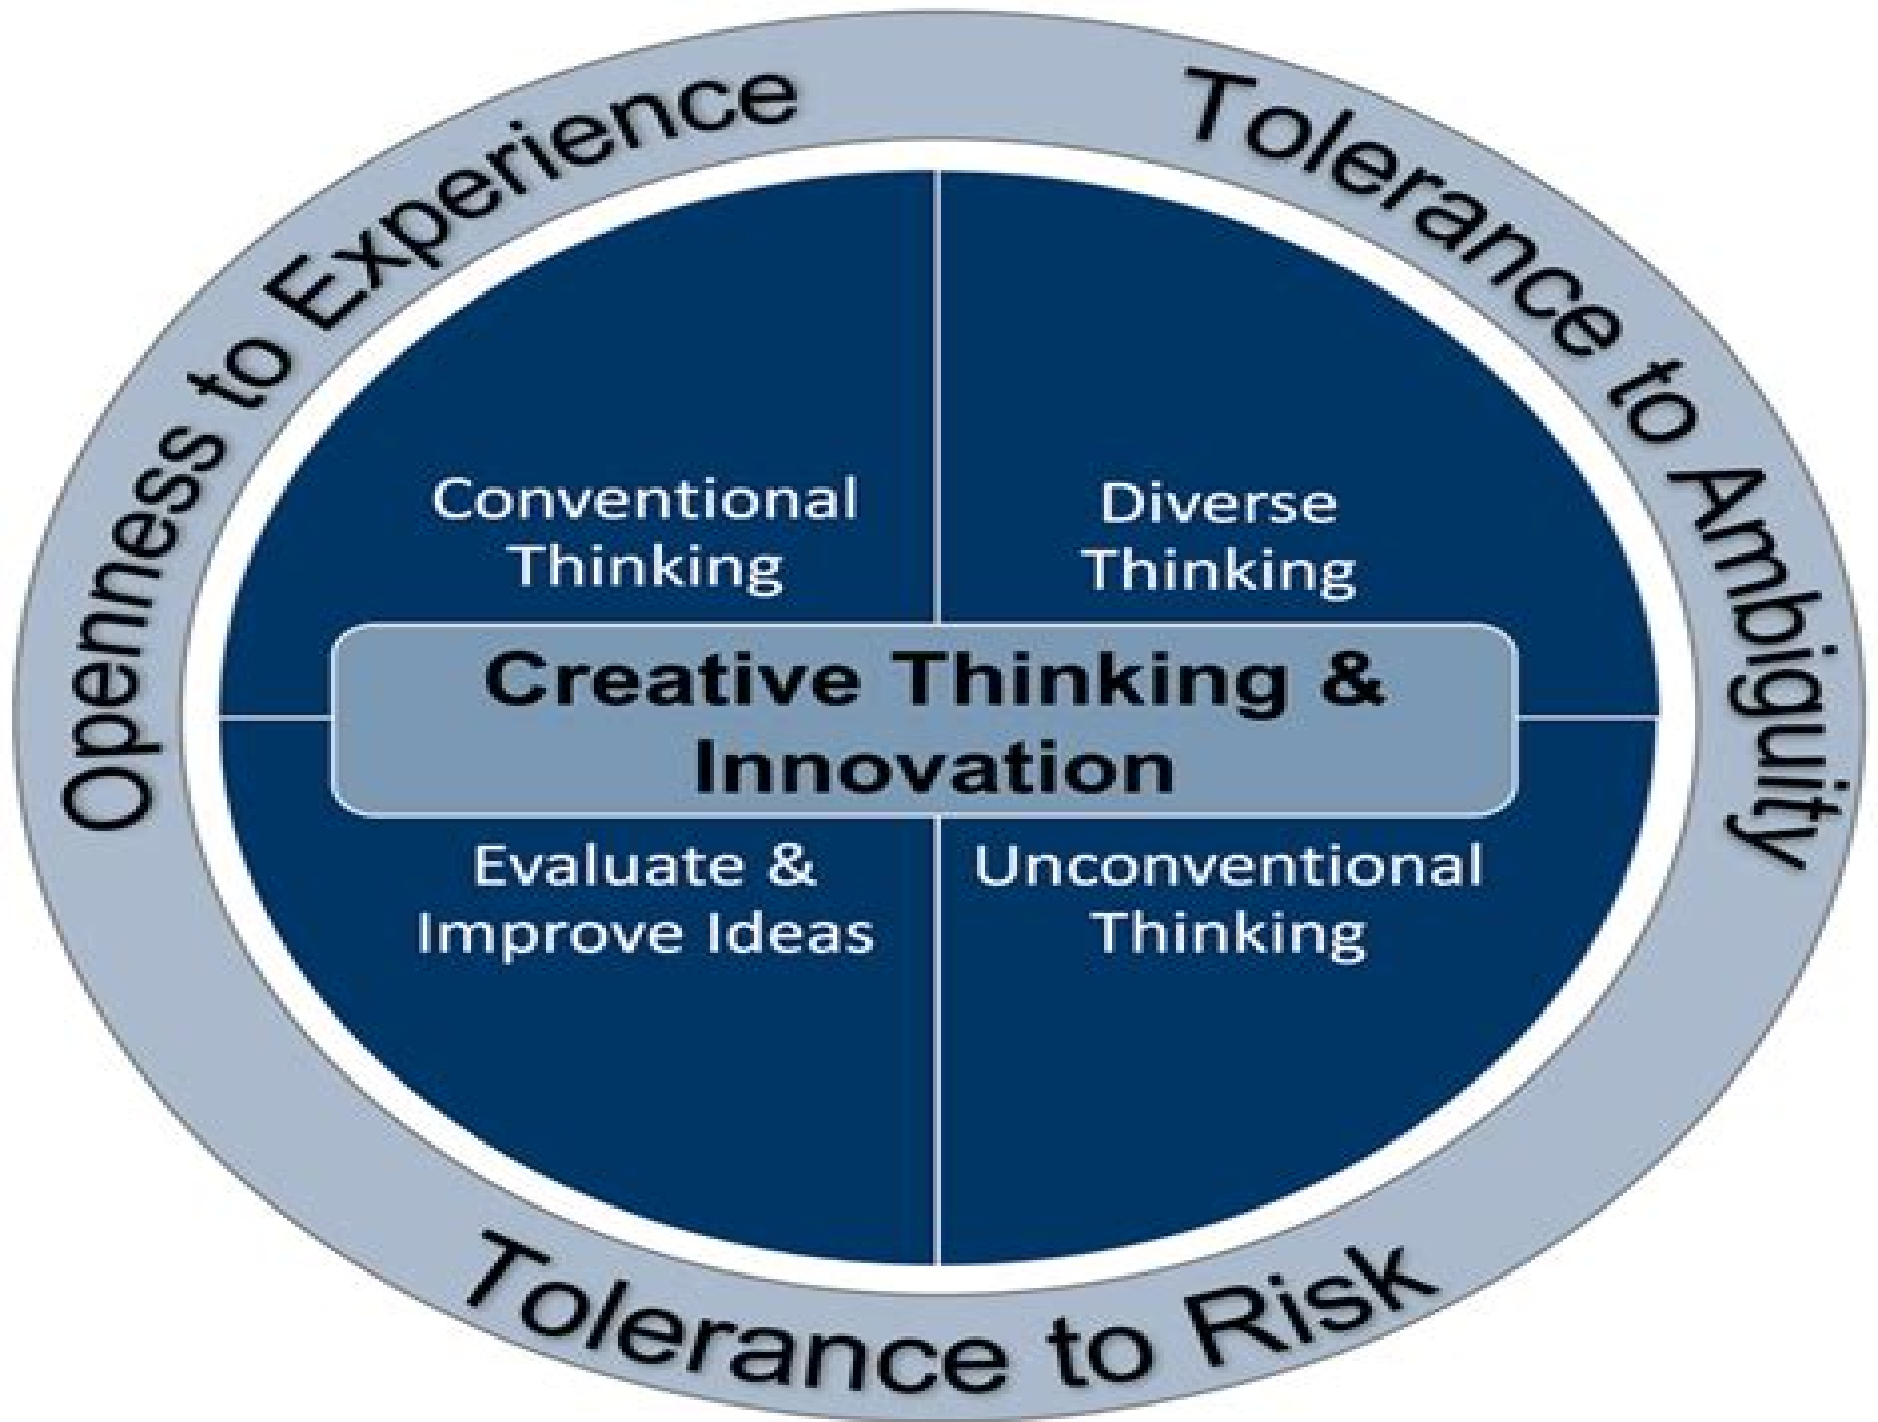 Openness to Experience
Tolerance to Ambiguity
Conventional
Thinking
Diverse
Thinking
Creative Thinking &
Innovation
Evaluate &
Improve Ideas
Unconventional
Thinking
Tolerance to Risk